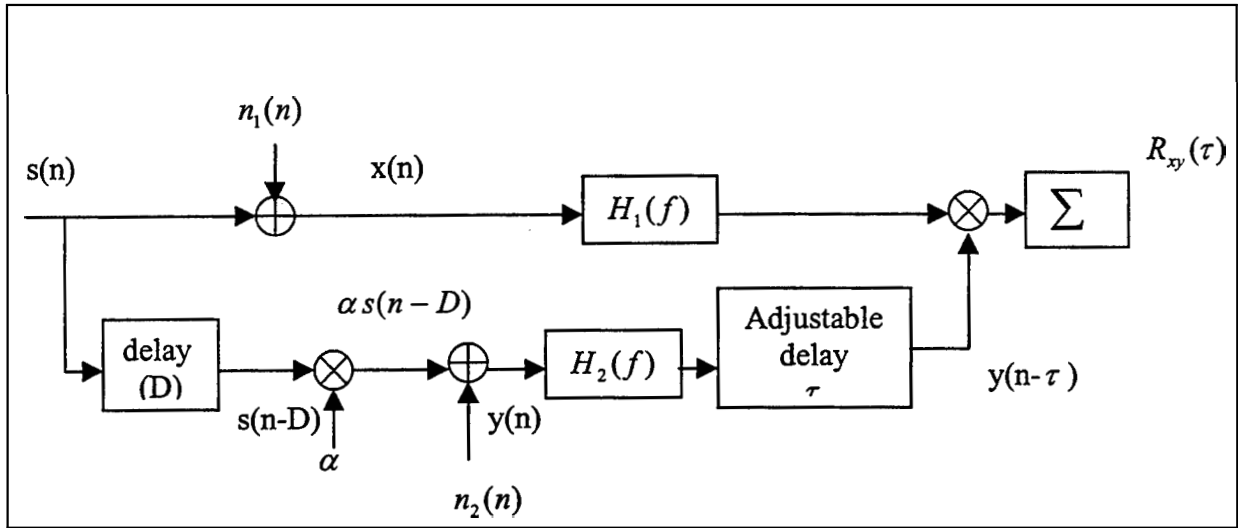 n₁(n)
s(n)
x(n)
R_xy(τ)
H₁(f)
∑
α s(n − D)
delay
(D)
H₂(f)
Adjustable
delay
τ
s(n-D)
y(n)
y(n-τ)
α
n₂(n)